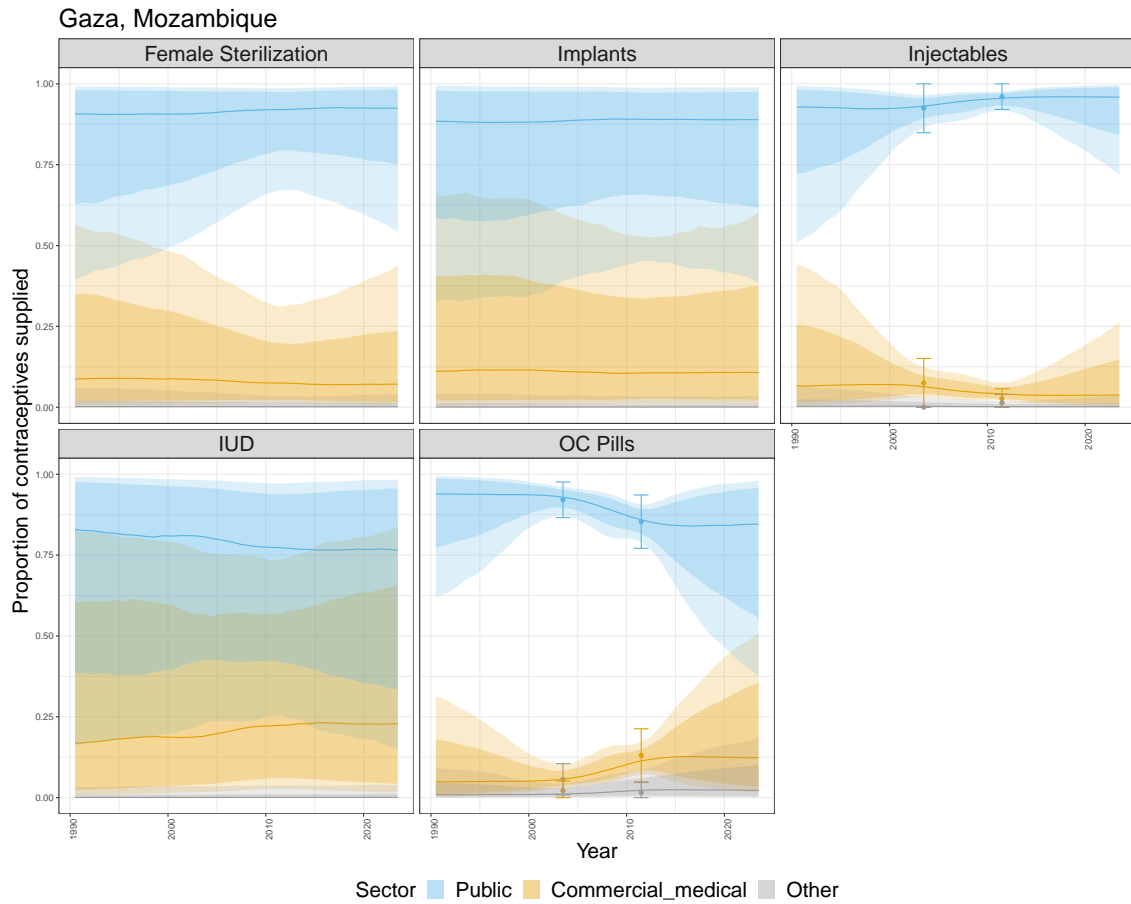 Gaza, Mozambique
Female Sterilization
Implants
Injectables
1.00
0.75
0.50
0.25
0.00
1990
2000
2010
2020
IUD
OC Pills
1.00
0.75
0.50
0.25
0.00
1990
2000
2010
2020
1990
2000
2010
2020
Proportion of contraceptives supplied
Year
Sector Public Commercial_medical Other